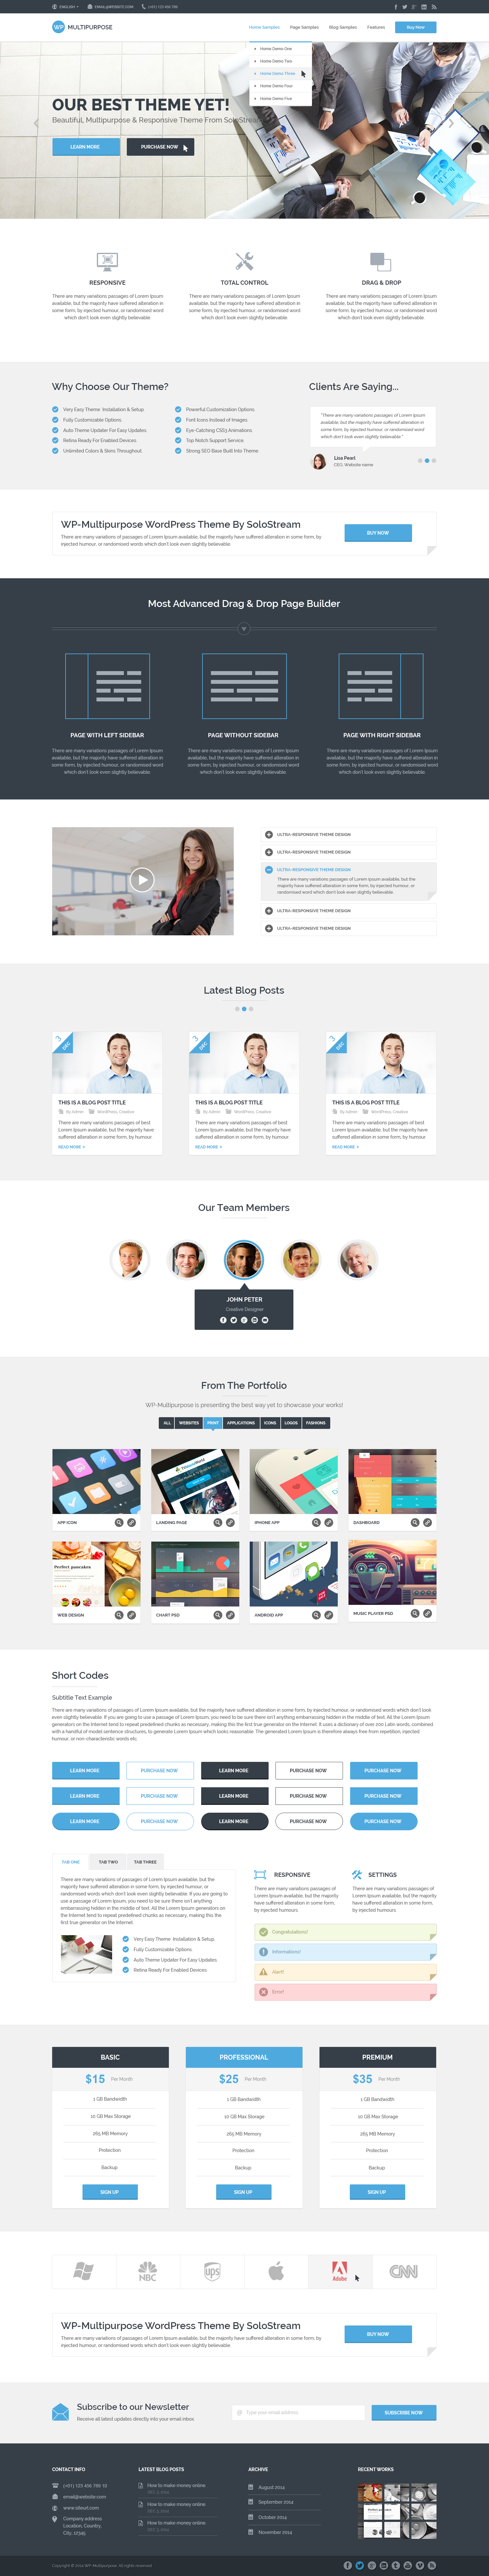 ENGLISH
EMAIL@WEBSITE.COM
(+01) 123 456 789
WP MULTIPURPOSE
Home Samples
Page Samples
Blog Samples
Features
Buy Now
Home Demo One
Home Demo Two
Home Demo Three
Home Demo Four
Home Demo Five
OUR BEST THEME YET!
Beautiful, Multipurpose & Responsive Theme From SoloStream
LEARN MORE
PURCHASE NOW
RESPONSIVE
There are many variations passages of Lorem Ipsum
available, but the majority have suffered alteration in some
form, by injected humour, or randomised word
which don't look even slightly believable.
TOTAL CONTROL
There are many variations passages of Lorem Ipsum
available, but the majority have suffered alteration in some
form, by injected humour, or randomised word
which don't look even slightly believable.
DRAG & DROP
There are many variations passages of Lorem Ipsum
available, but the majority have suffered alteration in some
form, by injected humour, or randomised word
which don't look even slightly believable.
Why Choose Our Theme?
Very Easy Theme Installation & Setup
Fully Customizable Options.
Auto Theme Updater For Easy Updates.
Retina Ready For Enabled Devices
Unlimited Colors & Skins Throughout.
Powerful Customization Options.
Font Icons Instead of Images.
Eye-Catching CSS3 Animations.
Top Notch Support Service
Strong SEO Base Built Into Theme.
Clients Are Saying...
"There are many variations passages of Lorem Ipsum
available, but the majority have suffered alteration in
some form, by injected humour, or randomised word
which don't look even slightly believable."
Lisa Pearl
CEO, Website name
WP-Multipurpose WordPress Theme By SoloStream
There are many variations of passages of Lorem Ipsum available, but the majority have suffered alteration in some form, by
injected humour, or randomised words which don't look even slightly believable.
BUY NOW
Most Advanced Drag & Drop Page Builder
PAGE WITH LEFT SIDEBAR
There are many variations passages of Lorem Ipsum
available, but the majority have suffered alteration in
some form, by injected humour, or randomised word
which don't look even slightly believable.
PAGE WITHOUT SIDEBAR
There are many variations passages of Lorem Ipsum
available, but the majority have suffered alteration in
some form, by injected humour, or randomised word
which don't look even slightly believable.
PAGE WITH RIGHT SIDEBAR
There are many variations passages of Lorem Ipsum
available, but the majority have suffered alteration in
some form, by injected humour, or randomised word
which don't look even slightly believable.
ULTRA-RESPONSIVE THEME DESIGN
ULTRA-RESPONSIVE THEME DESIGN
ULTRA-RESPONSIVE THEME DESIGN
There are many variations passages of Lorem Ipsum available, but the
majority have suffered alteration in some form, by injected humour, or
randomised word which don't look even slightly believable.
ULTRA-RESPONSIVE THEME DESIGN
ULTRA-RESPONSIVE THEME DESIGN
Latest Blog Posts
3 DEC
THIS IS A BLOG POST TITLE
By Admin
WordPress, Creative
There are many variations passages of best
Lorem available, but the majority have
suffered alteration in some form, by humour
READ MORE
3 DEC
THIS IS A BLOG POST TITLE
By Admin
WordPress, Creative
There are many variations passages of best
Lorem available, but the majority have
suffered alteration in some form, by humour
READ MORE
3 DEC
THIS IS A BLOG POST TITLE
By Admin
WordPress, Creative
There are many variations passages of best
Lorem available, but the majority have
suffered alteration in some form, by humour
READ MORE
Our Team Members
JOHN PETER
Creative Designer
From The Portfolio
WP-Multipurpose is presenting the best way yet to showcase your works!
ALL
WEBSITES
PRINT
APPLICATIONS
ICONS
LOGOS
FASHIONS
APP ICON
LANDING PAGE
IPHONE APP
DASHBOARD
Perfect pancakes
WEB DESIGN
CHART PSD
ANDROID APP
MUSIC PLAYER PSD
Short Codes
Subtitle Text Example
There are many variations of passages of Lorem Ipsum available, but the majority have suffered alteration in some form, by injected humour, or randomised words which don't look even
slightly believable. If you are going to use a passage of Lorem Ipsum, you need to be sure there isn't anything embarrassing hidden in the middle of text. All the Lorem Ipsum
generators on the Internet tend to repeat predefined chunks as necessary, making this the first true generator on the Internet. It uses a dictionary of over 200 Latin words, combined
with a handful of model sentence structures, to generate Lorem Ipsum which looks reasonable. The generated Lorem Ipsum is therefore always free from repetition, injected
humour, or non-characteristic words etc.
LEARN MORE
PURCHASE NOW
LEARN MORE
PURCHASE NOW
PURCHASE NOW
LEARN MORE
PURCHASE NOW
LEARN MORE
PURCHASE NOW
PURCHASE NOW
LEARN MORE
PURCHASE NOW
LEARN MORE
PURCHASE NOW
PURCHASE NOW
TAB ONE
TAB TWO
TAB THREE
There are many variations of passages of Lorem Ipsum available, but the
majority have suffered alteration in some form, by injected humour, or
randomised words which don't look even slightly believable. If you are going to
use a passage of Lorem Ipsum, you need to be sure there isn't anything
embarrassing hidden in the middle of text. All the Lorem Ipsum generators on
the Internet tend to repeat predefined chunks as necessary, making this the
first true generator on the Internet.
Very Easy Theme Installation & Setup.
Fully Customizable Options.
Auto Theme Updater For Easy Updates.
Retina Ready For Enabled Devices
RESPONSIVE
There are many variations passages
of Lorem Ipsum available, but the
majority have suffered
alteration in some form, by
injected humours.
SETTINGS
There are many variations passages
of Lorem Ipsum available, but the
majority have suffered
alteration in some form, by
injected humours.
Congratulations!
Informations!
Alert!
Error!
BASIC
$15 Per Month
1 GB Bandwidth
10 GB Max Storage
265 MB Memory
Protection
Backup
SIGN UP
PROFESSIONAL
$25 Per Month
1 GB Bandwidth
10 GB Max Storage
265 MB Memory
Protection
Backup
SIGN UP
PREMIUM
$35 Per Month
1 GB Bandwidth
10 GB Max Storage
265 MB Memory
Protection
Backup
SIGN UP
NBC
ups
Adobe
CNN
WP-Multipurpose WordPress Theme By SoloStream
There are many variations of passages of Lorem Ipsum available, but the majority have suffered alteration in some form, by
injected humour, or randomised words which don't look even slightly believable.
BUY NOW
Subscribe to our Newsletter
Receive all latest updates directly into your email inbox
@ Type your email address
SUBSCRIBE NOW
CONTACT INFO
(+01) 123 456 789 10
email@website.com
Company address
Location, Country,
City, 12345
LATEST BLOG POSTS
How to make money online.
DEC 3, 2014
How to make money online.
DEC 3, 2014
How to make money online.
DEC 3, 2014
ARCHIVE
August 2014
September 2014
October 2014
November 2014
RECENT WORKS
Copyright © 2014 WP-Multipurpose. All rights reserved